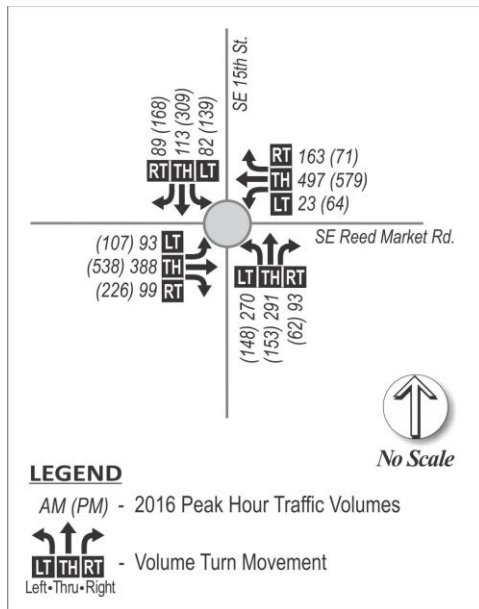 SE 15th St.
89 (168)
113 (309)
82 (139)
RT TH LT
RT 163 (71)
TH 497 (579)
LT 23 (64)
SE Reed Market Rd.
(107) 93 LT
(538) 388 TH
(226) 99 RT
LT TH RT
(148) 270
(153) 291
(62) 93
No Scale
LEGEND
AM (PM) - 2016 Peak Hour Traffic Volumes
LT TH RT - Volume Turn Movement
Left•Thru•Right